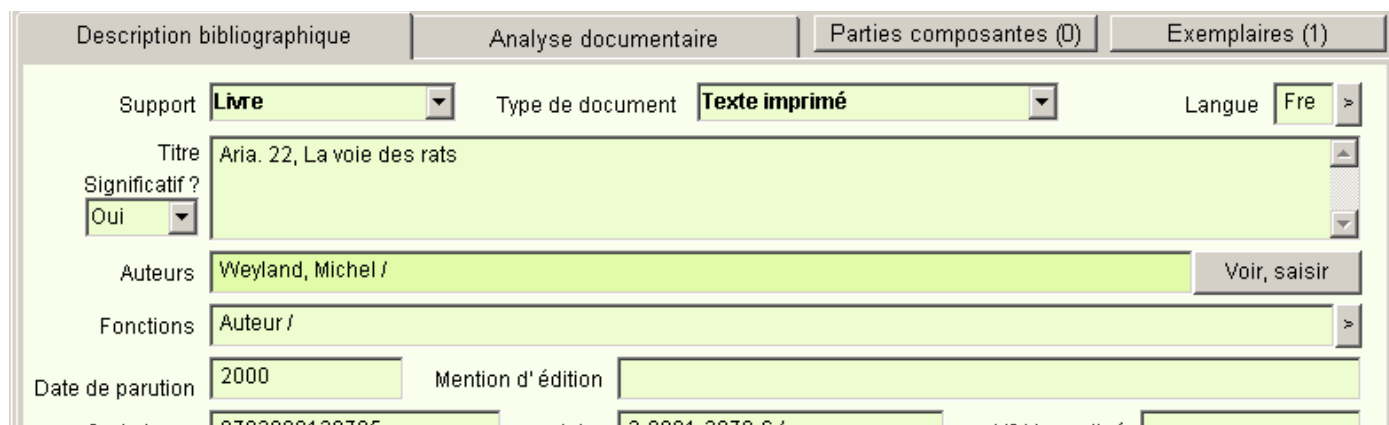 Description bibliographique Analyse documentaire Parties composantes (0) Exemplaires (1)
Support Livre Type de document Texte imprimé Langue Fre >
Titre Aria. 22, La voie des rats
Significatif ?
Oui
Auteurs Weyland, Michel / Voir, saisir
Fonctions Auteur / >
Date de parution 2000 Mention d' édition